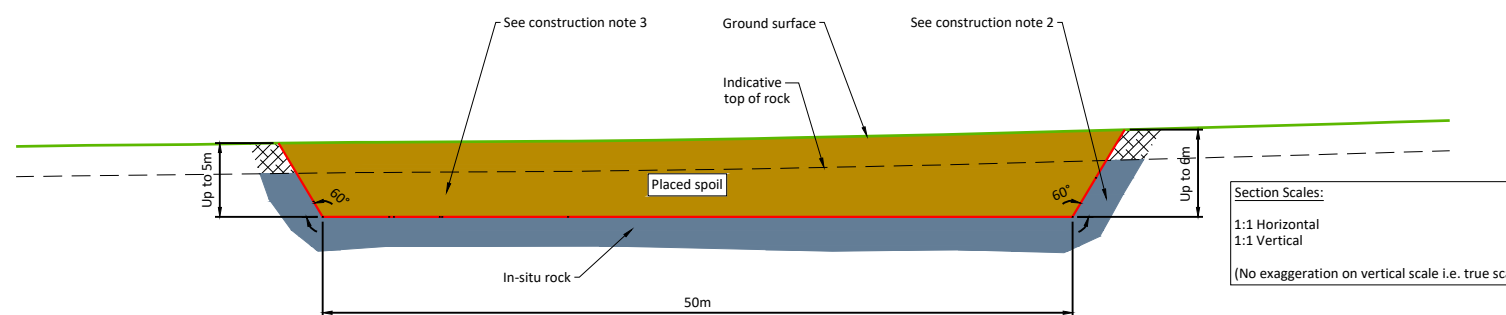 See construction note 3
Ground surface
See construction note 2
Indicative
top of rock
Up to 5m
Placed spoil
Up to 6m
60°
60°
Section Scales:
1:1 Horizontal
1:1 Vertical
(No exaggeration on vertical scale i.e. true
In-situ rock
50m